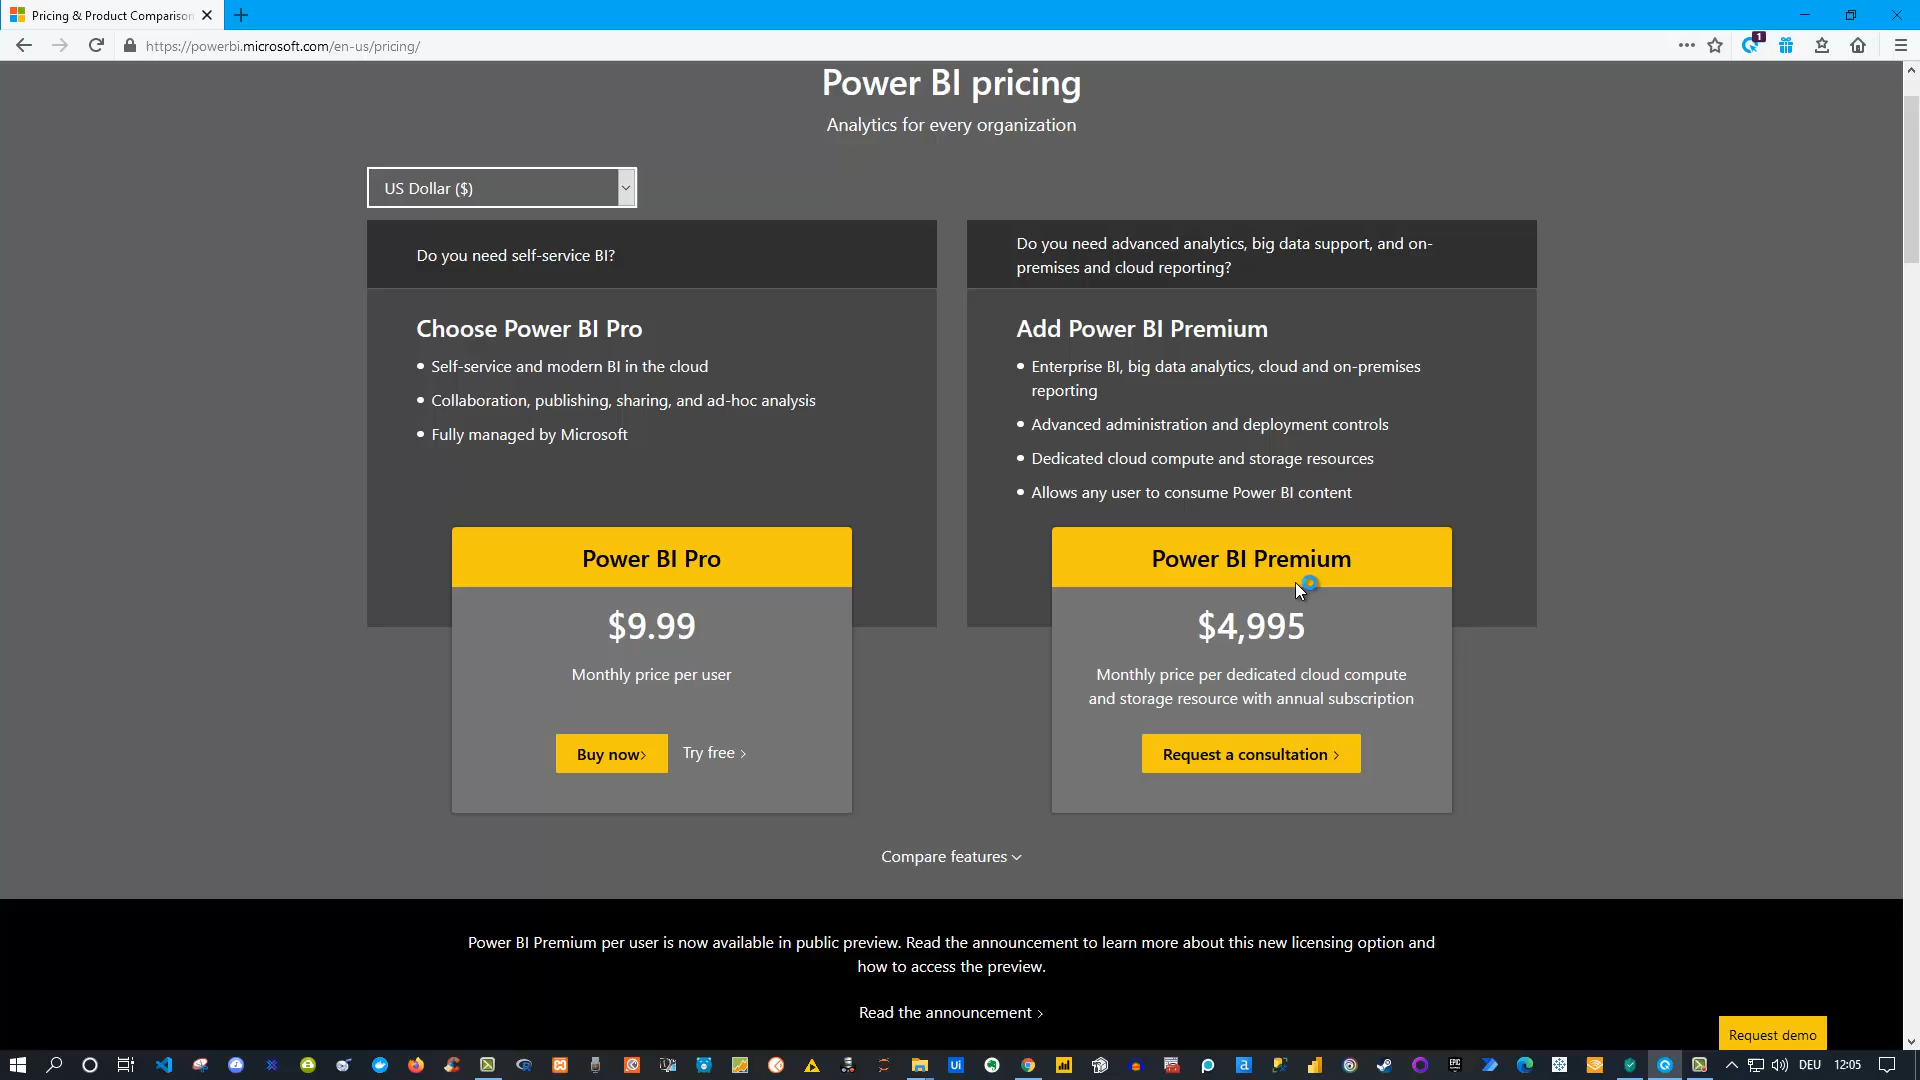 Pricing & Product Comparison
https://powerbi.microsoft.com/en-us/pricing/
1
Power BI pricing
Analytics for every organization
US Dollar ($)
Do you need self-service BI?
Choose Power BI Pro
• Self-service and modern BI in the cloud
• Collaboration, publishing, sharing, and ad-hoc analysis
• Fully managed by Microsoft
Power BI Pro
$9.99
Monthly price per user
Buy now›
Try free ›
Do you need advanced analytics, big data support, and on-
premises and cloud reporting?
Add Power BI Premium
• Enterprise BI, big data analytics, cloud and on-premises
reporting
• Advanced administration and deployment controls
• Dedicated cloud compute and storage resources
• Allows any user to consume Power BI content
Power BI Premium
$4,995
Monthly price per dedicated cloud compute
and storage resource with annual subscription
Request a consultation ›
Compare features
Power BI Premium per user is now available in public preview. Read the announcement to learn more about this new licensing option and
how to access the preview.
Read the announcement ›
Request demo
DEU
12:05